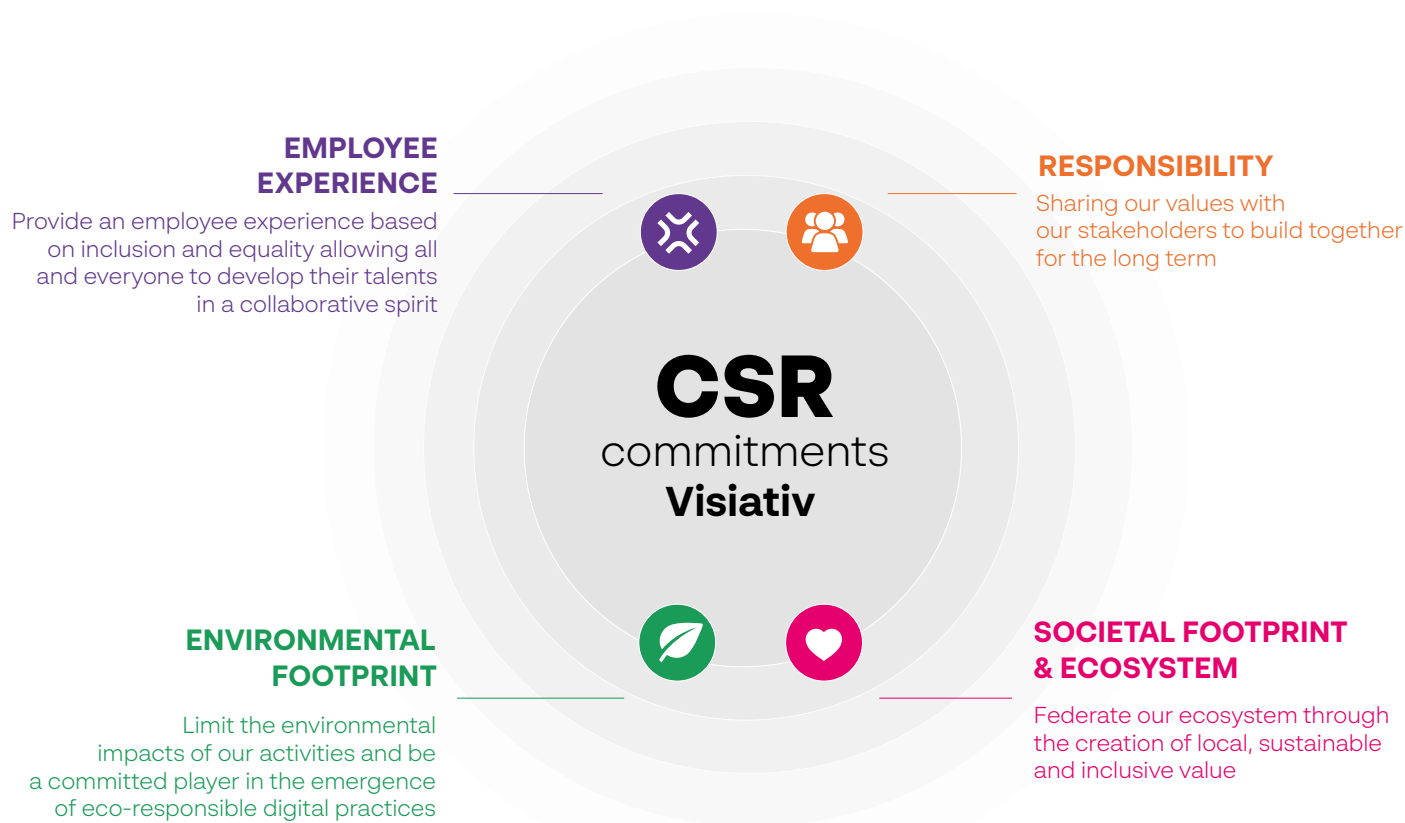 EMPLOYEE
EXPERIENCE
Provide an employee experience based
on inclusion and equality allowing all
and everyone to develop their talents
in a collaborative spirit
RESPONSIBILITY
Sharing our values with
our stakeholders to build together
for the long term
CSR
commitments
Visiativ
ENVIRONMENTAL
FOOTPRINT
Limit the environmental
impacts of our activities and be
a committed player in the emergence
of eco-responsible digital practices
SOCIETAL FOOTPRINT
& ECOSYSTEM
Federate our ecosystem through
the creation of local, sustainable
and inclusive value